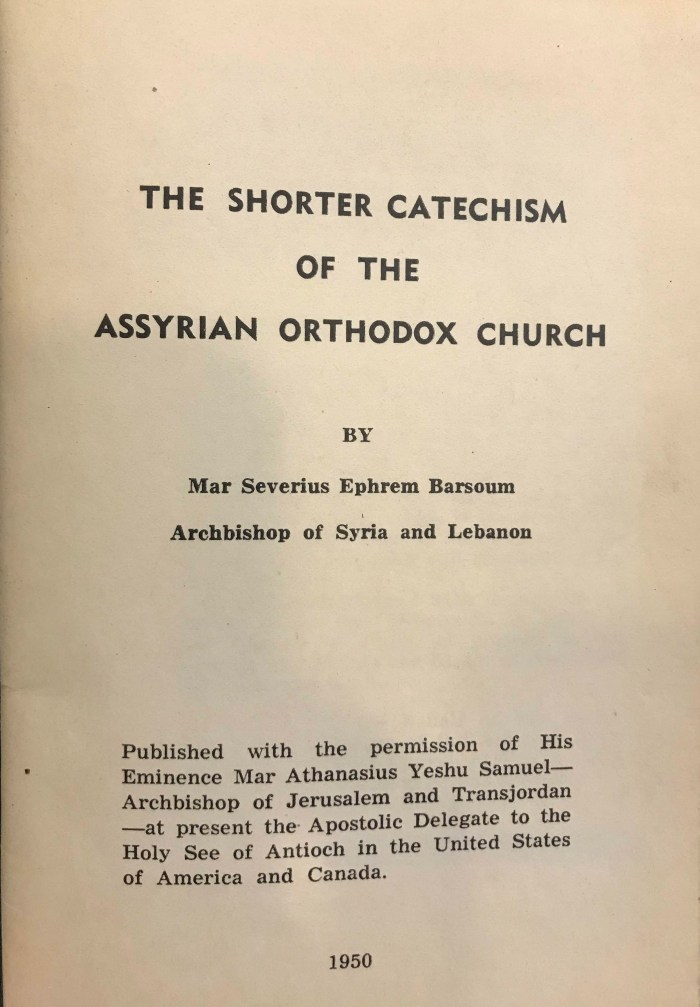 THE SHORTER CATECHISM
OF THE
ASSYRIAN ORTHODOX CHURCH
BY
Mar Severius Ephrem Barsoum
Archbishop of Syria and Lebanon
Published with the permission of His
Eminence Mar Athanasius Yeshu Samuel—
Archbishop of Jerusalem and Transjordan
—at present the Apostolic Delegate to the
Holy See of Antioch in the United States
of America and Canada.
1950